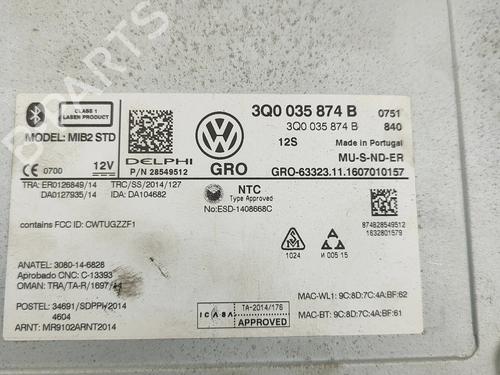 CLASS 1
LASER PRODUCT
MODEL: MIB2 STD
CE 0700 12V
DELPHI
P/N 28549512
GRO
3Q0 035 874 B 0751
3Q0 035 874 B 840
12S Made in Portugal
MU-S-ND-ER
GRO-63323.11.1607010157
TRA: ER0126849/14
DA0127935/14
TRC/SS/2014/127
IDA: DA104682
NTC
Type Approved
No:ESD-1408668C
contains FCC ID: CWTUGZZF1
874B28549512
1632801579
1024
И 005 15
ANATEL: 3080-14-6828
Aprobado CNC: C-13393
OMAN: TRA/TA-R/1697/14
POSTEL: 34691/SDPPI/2014
4604
ARNT: MR9102ARNT2014
ICASA
TA-2014/176
APPROVED
MAC-WL1: 9C:8D:7C:4A:BF:62
MAC-BT: 9C:8D:7C:4A:BF:61